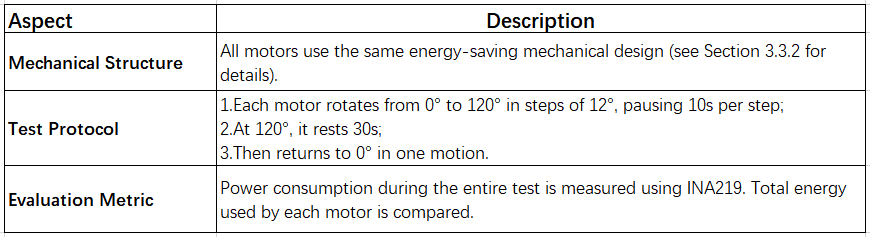 Aspect Description
Mechanical Structure
All motors use the same energy-saving mechanical design (see Section 3.3.2 for
details).
Test Protocol
1.Each motor rotates from 0° to 120° in steps of 12°, pausing 10s per step;
2.At 120°, it rests 30s;
3.Then returns to 0° in one motion.
Evaluation Metric
Power consumption during the entire test is measured using INA219. Total energy
used by each motor is compared.